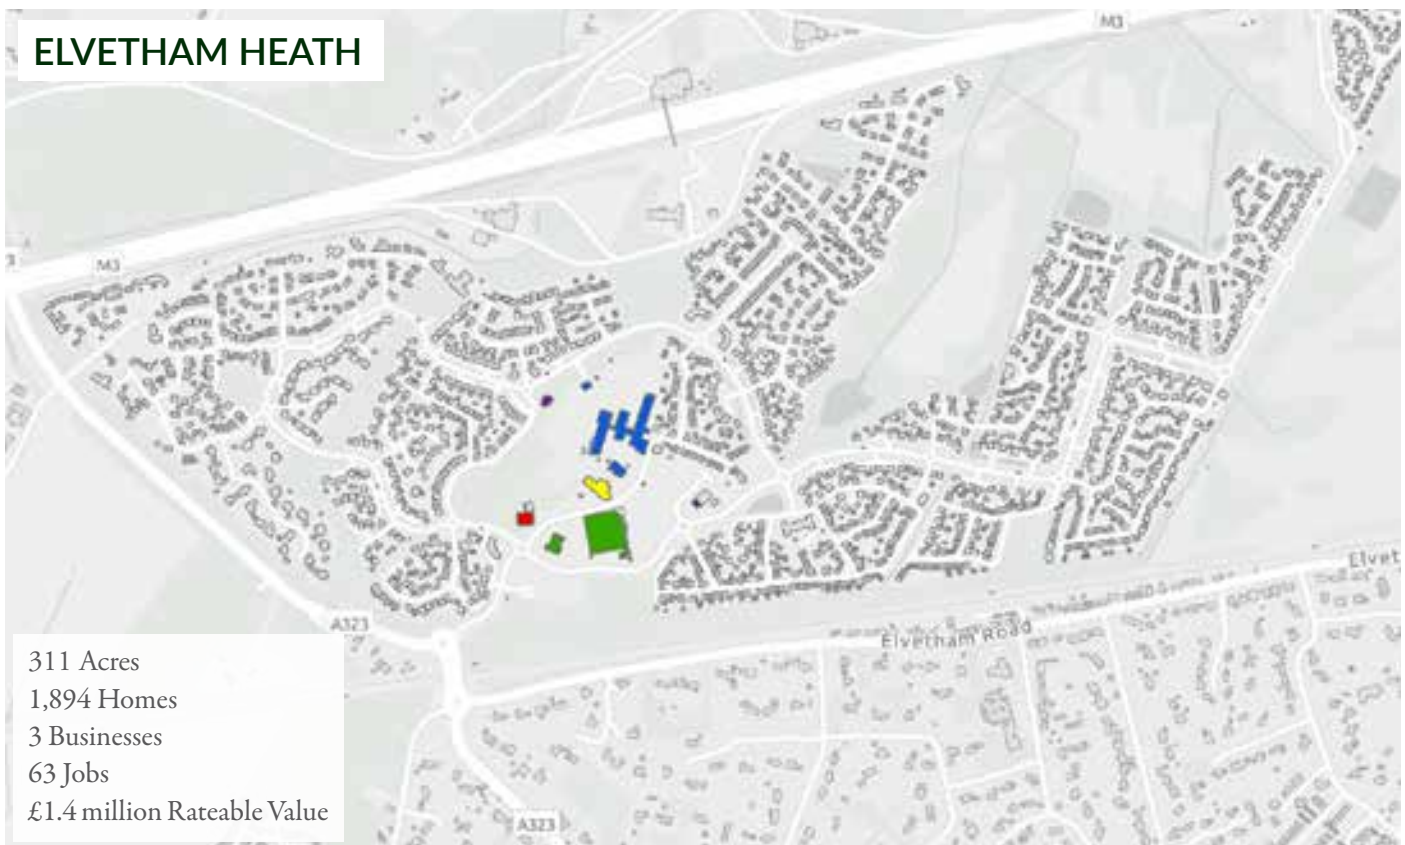 ELVETHAM HEATH
M3
M3
A323
Elvetham Road
Elvet
A323
311 Acres
1,894 Homes
3 Businesses
63 Jobs
£1.4 million Rateable Value